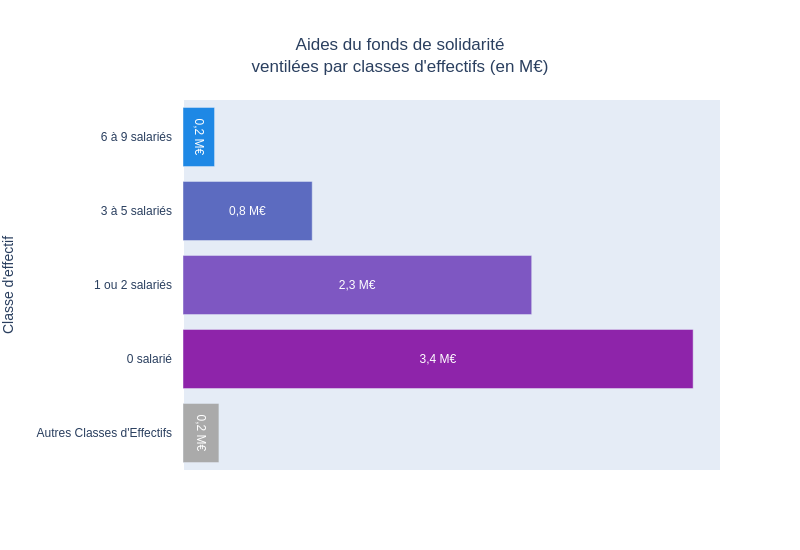 Aides du fonds de solidarité
ventilées par classes d'effectifs (en M€)
Classe d'effectif
6 à 9 salariés
0,2 M€
3 à 5 salariés
0,8 M€
1 ou 2 salariés
2,3 M€
0 salarié
3,4 M€
Autres Classes d'Effectifs
0,2 M€